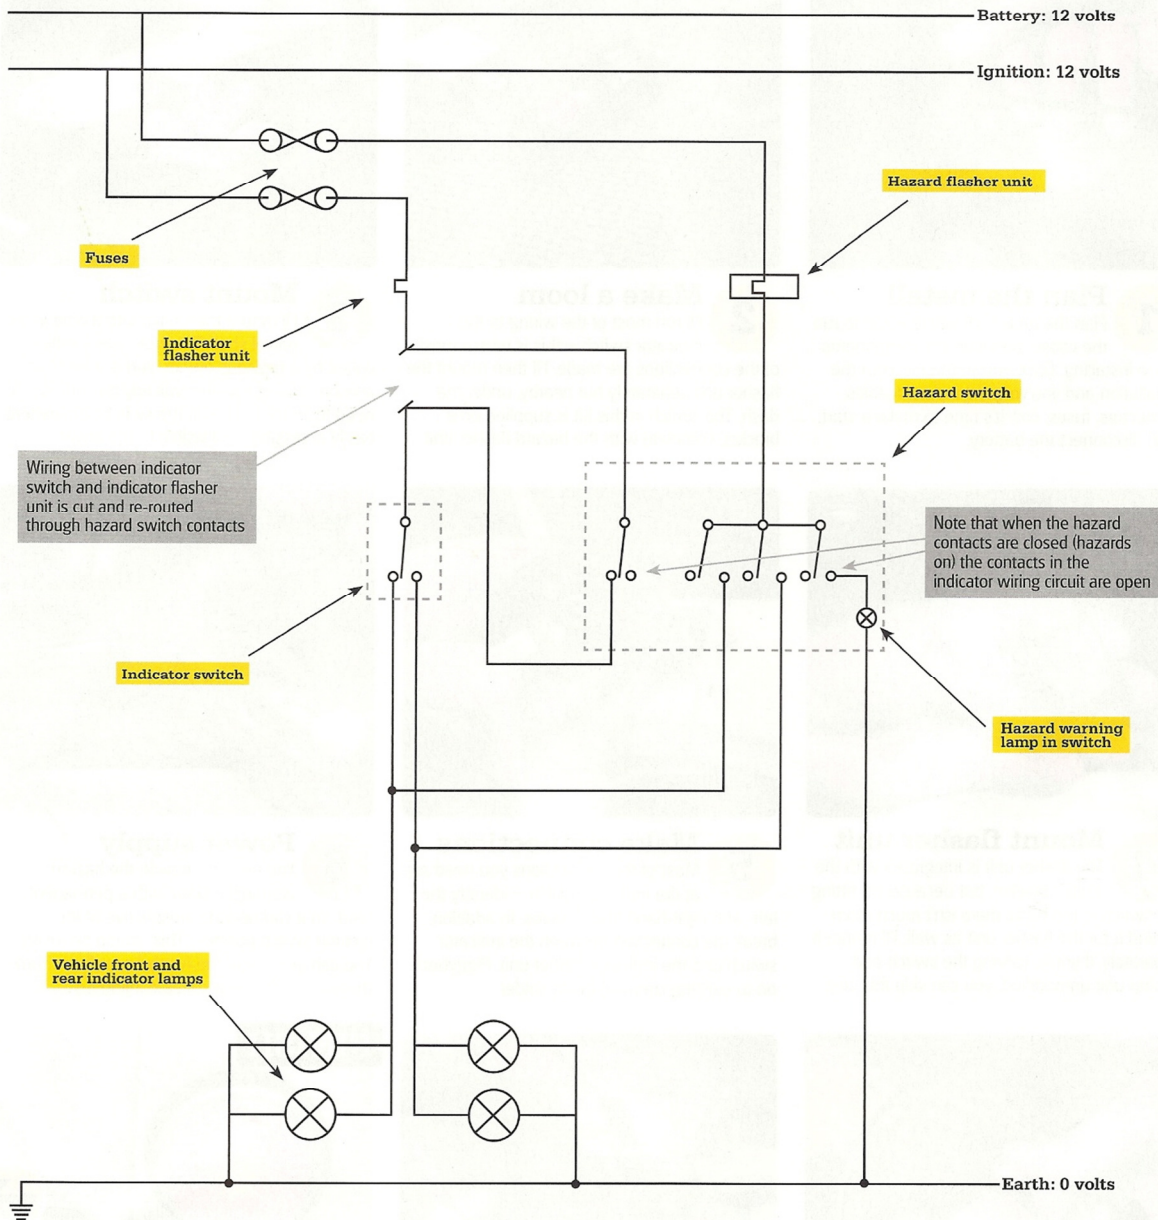 Battery: 12 volts
Ignition: 12 volts
Hazard flasher unit
Fuses
Indicator
flasher unit
Hazard switch
Wiring between indicator
switch and indicator flasher
unit is cut and re-routed
through hazard switch contacts
Note that when the hazard
contacts are closed (hazards
on) the contacts in the
indicator wiring circuit are open
Indicator switch
Hazard warning
lamp in switch
Vehicle front and
rear indicator lamps
Earth: 0 volts